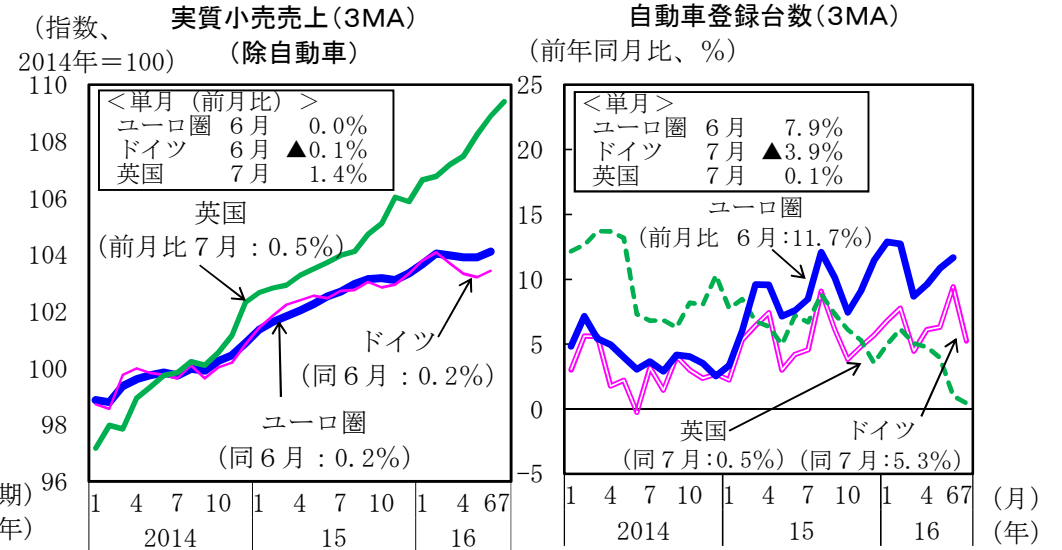 実質小売売上(3MA)
(除自動車)
(指数、
2014年＝100)
110
108
106
104
102
100
98
96
＜単月（前月比）＞
ユーロ圏 ６月 0.0%
ドイツ ６月 ▲0.1%
英国 ７月 1.4%
英国
(前月比７月：0.5%)
ドイツ
(同６月：0.2%)
ユーロ圏
(同６月：0.2%)
1 4 7 10 1 4 7 10 1 4 67
2014 15 16
期)
年)
自動車登録台数(3MA)
(前年同月比、%)
25
20
15
10
5
0
−5
＜単月＞
ユーロ圏 ６月 7.9%
ドイツ ７月 ▲3.9%
英国 ７月 0.1%
ユーロ圏
(前月比 ６月:11.7%)
英国
(同７月:0.5%)
ドイツ
(同７月:5.3%)
1 4 7 10 1 4 7 10 1 4 67
(月)
2014 15 16
(年)